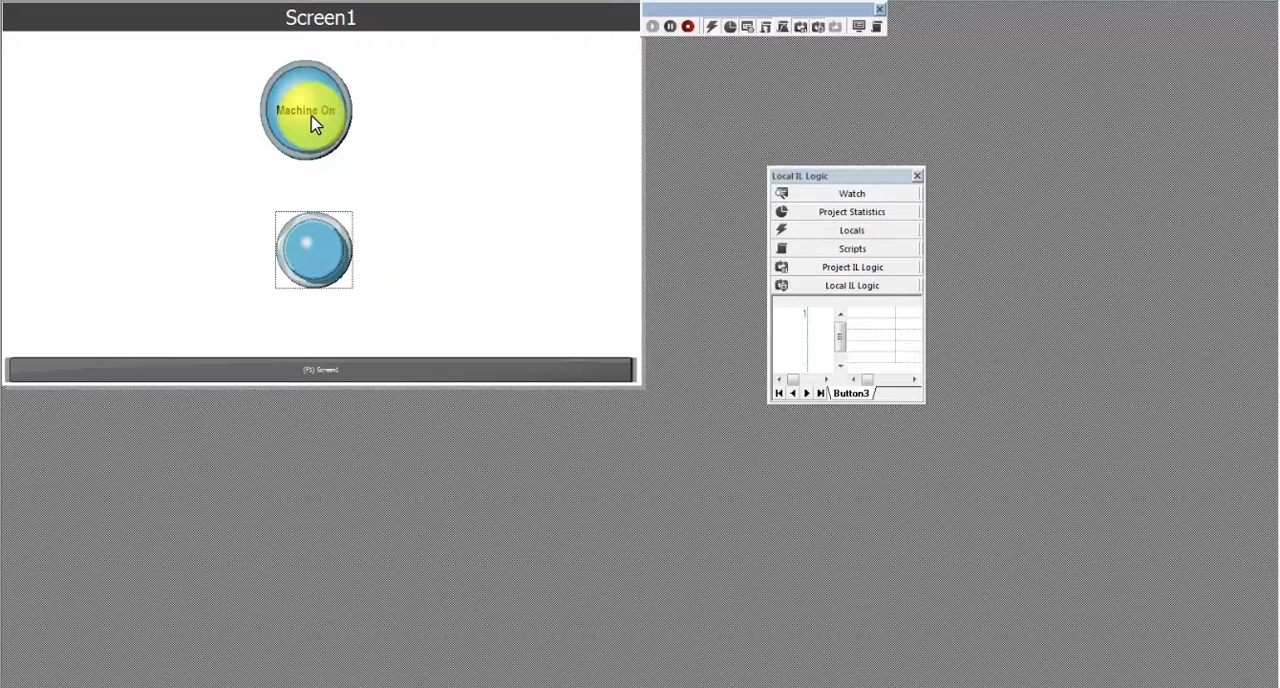 Screen1
Machine On
(F1) Screen1
Local IL Logic
Watch
Project Statistics
Locals
Scripts
Project IL Logic
Local IL Logic
1
Button3